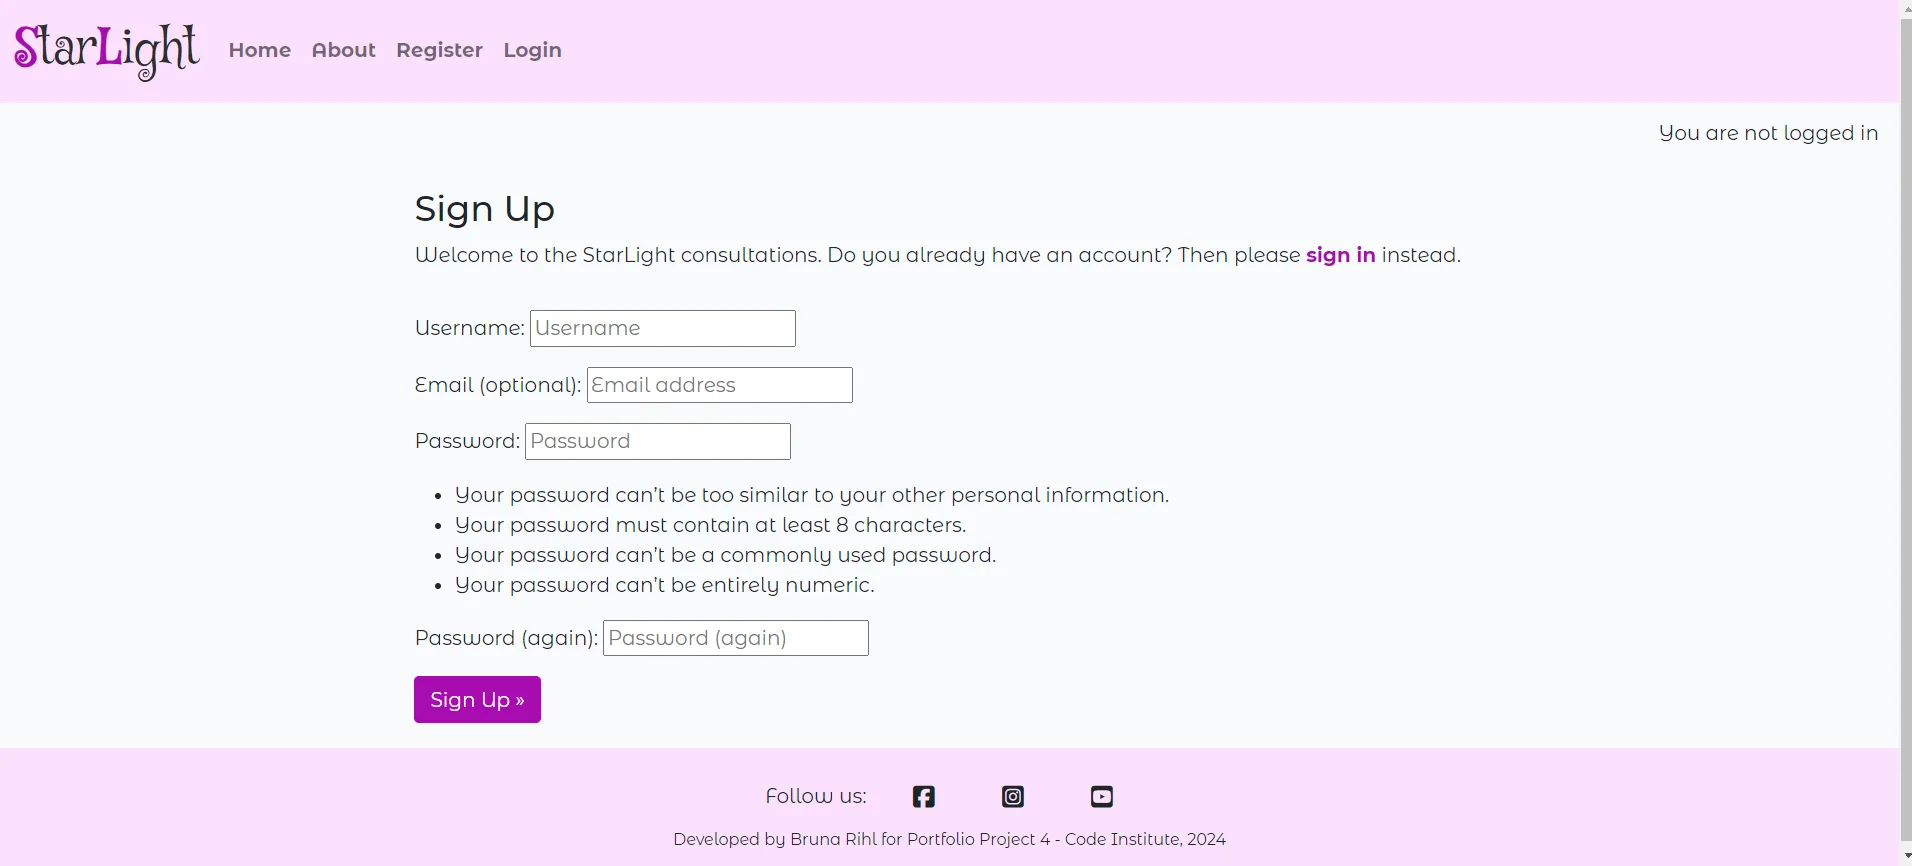 StarLight Home About Register Login
You are not logged in
Sign Up
Welcome to the StarLight consultations. Do you already have an account? Then please sign in instead.
Username: Username
Email (optional): Email address
Password: Password
• Your password can’t be too similar to your other personal information.
• Your password must contain at least 8 characters.
• Your password can’t be a commonly used password.
• Your password can’t be entirely numeric.
Password (again): Password (again)
Sign Up »
Follow us:
Developed by Bruna Rihl for Portfolio Project 4 - Code Institute, 2024